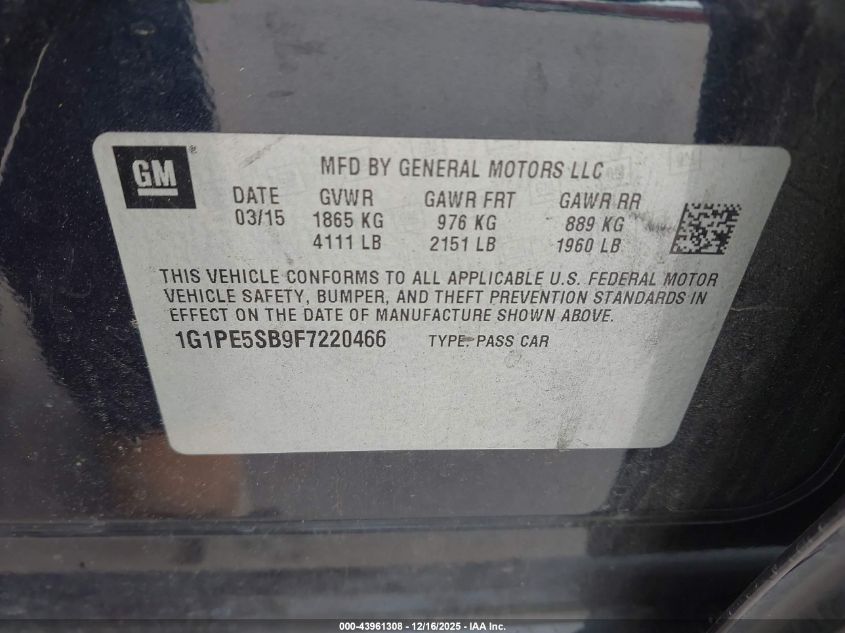 GM
MFD BY GENERAL MOTORS LLC
DATE GVWR GAWR FRT GAWR RR
03/15 1865 KG 976 KG 889 KG
4111 LB 2151 LB 1960 LB
THIS VEHICLE CONFORMS TO ALL APPLICABLE U.S. FEDERAL MOTOR
VEHICLE SAFETY, BUMPER, AND THEFT PREVENTION STANDARDS IN
EFFECT ON THE DATE OF MANUFACTURE SHOWN ABOVE.
1G1PE5SB9F7220466 TYPE: PASS CAR
000-43961308 - 12/16/2025 - IAA Inc.